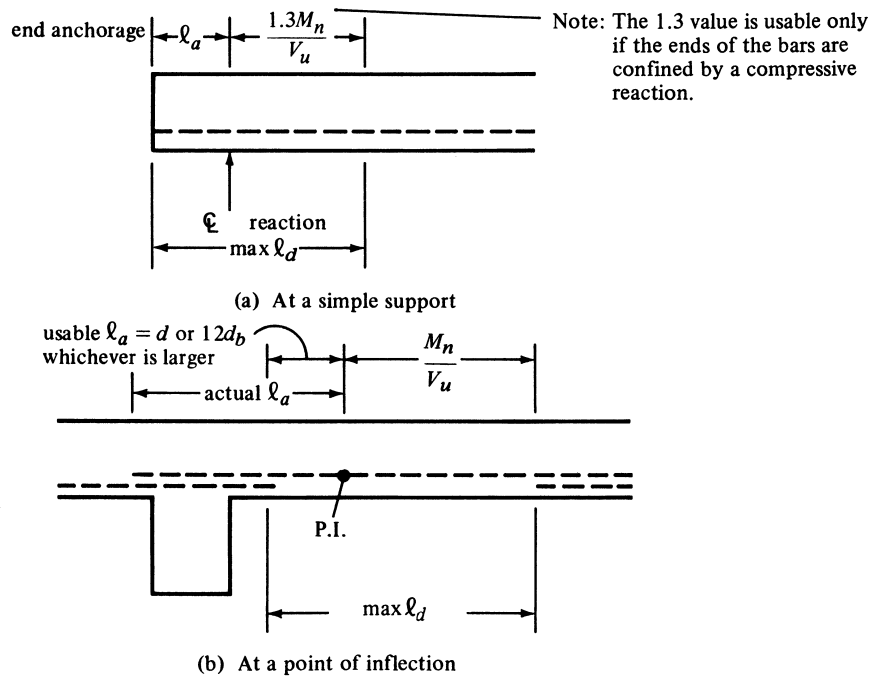 end anchorage
ℓa
1.3Mn
Vu
Note: The 1.3 value is usable only
if the ends of the bars are
confined by a compressive
reaction.
℄ reaction
max ℓd
(a) At a simple support
usable ℓa = d or 12db
whichever is larger
Mn
Vu
actual ℓa
P.I.
max ℓd
(b) At a point of inflection